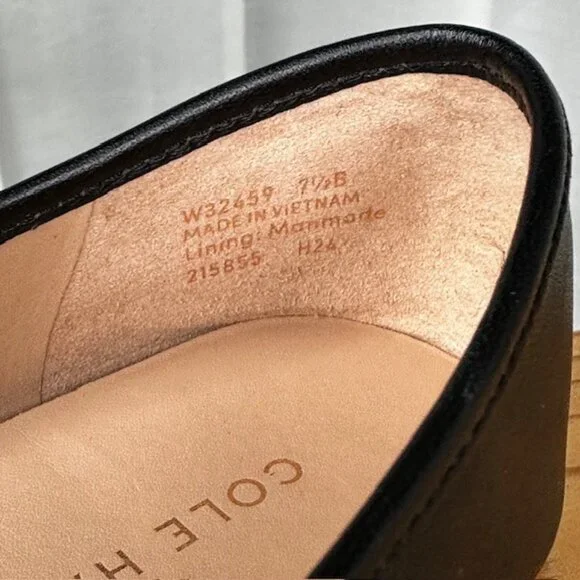 W32459 7½B
MADE IN VIETNAM
Lining: Manmade
215855 H24
COLE H